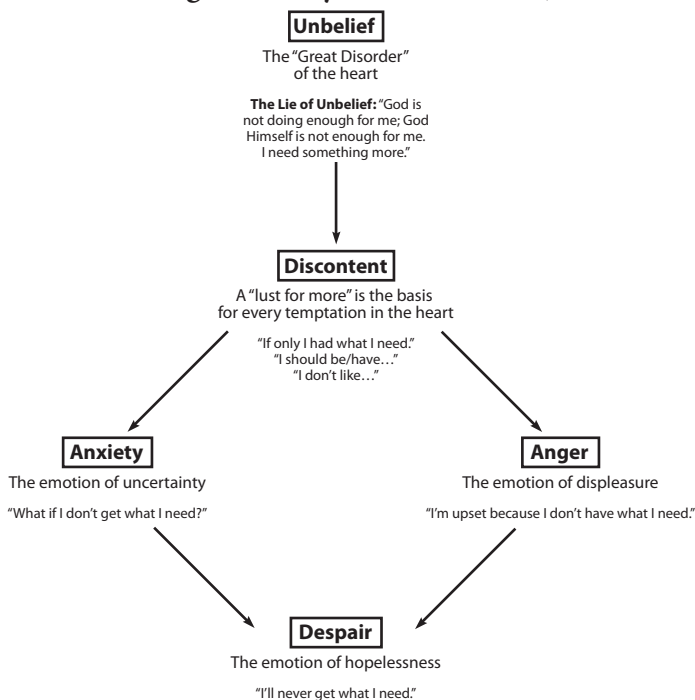 Unbelief
The “Great Disorder”
of the heart
The Lie of Unbelief: “God is
not doing enough for me; God
Himself is not enough for me.
I need something more.”
Discontent
A “lust for more” is the basis
for every temptation in the heart
“If only I had what I need.”
“I should be/have…”
“I don’t like…”
Anxiety
The emotion of uncertainty
“What if I don’t get what I need?”
Anger
The emotion of displeasure
“I’m upset because I don’t have what I need.”
Despair
The emotion of hopelessness
“I’ll never get what I need.”